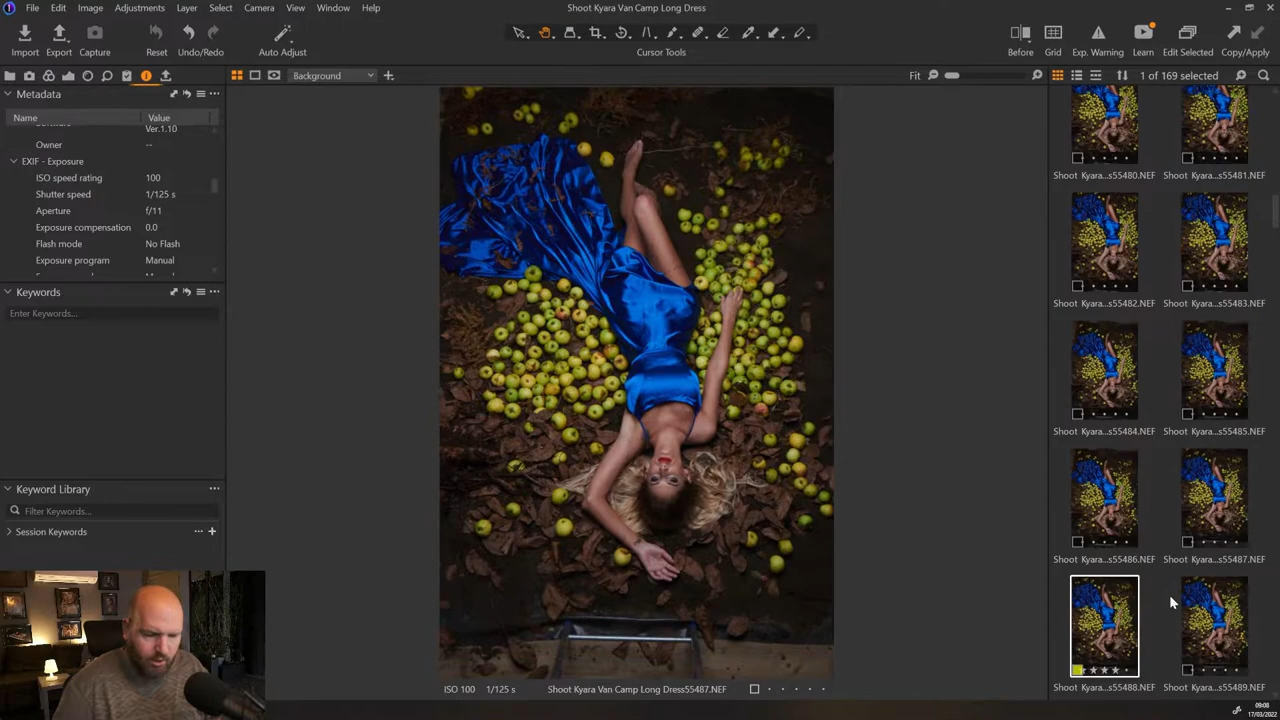 File Edit Image Adjustments Layer Select Camera View Window Help
Shoot Kyara Van Camp Long Dress
Import Export Capture Reset Undo/Redo Auto Adjust Cursor Tools Before Grid Exp. Warning Learn Edit Selected Copy/Apply
Background
Fit
1 of 169 selected
Metadata
Name Value
Ver.1.10
Owner --
EXIF - Exposure
ISO speed rating 100
Shutter speed 1/125 s
Aperture f/11
Exposure compensation 0.0
Flash mode No Flash
Exposure program Manual
Keywords
Enter Keywords...
Keyword Library
Filter Keywords...
Session Keywords
Shoot Kyara...s55480.NEF Shoot Kyara...s55481.NEF
Shoot Kyara...s55482.NEF Shoot Kyara...s55483.NEF
Shoot Kyara...s55484.NEF Shoot Kyara...s55485.NEF
Shoot Kyara...s55486.NEF Shoot Kyara...s55487.NEF
Shoot Kyara...s55488.NEF Shoot Kyara...s55489.NEF
ISO 100 1/125 s Shoot Kyara Van Camp Long Dress55487.NEF
09:08
17/03/2022